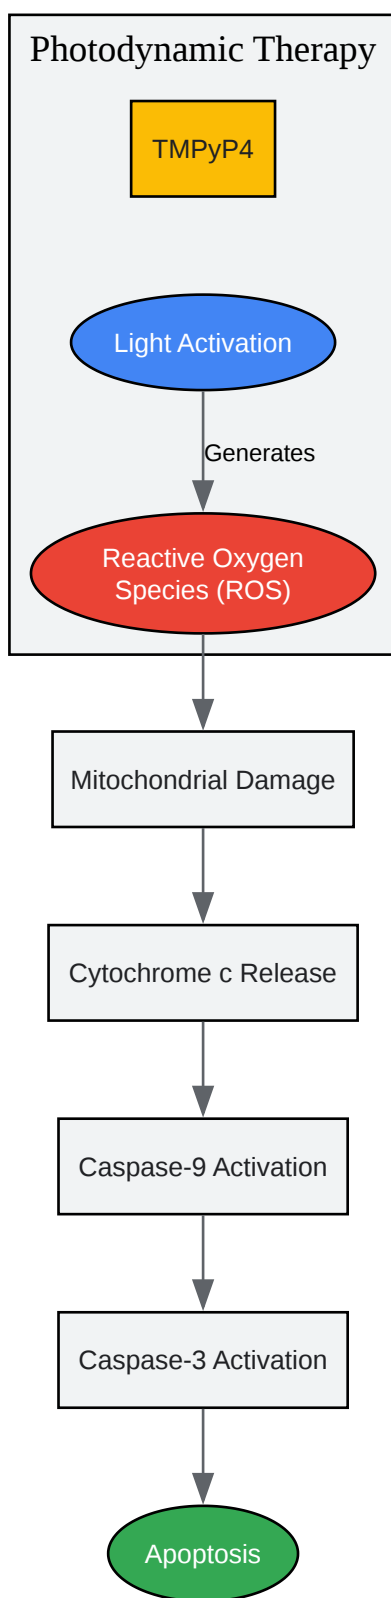 Photodynamic Therapy
TMPyP4
Light Activation
Generates
Reactive Oxygen
Species (ROS)
Mitochondrial Damage
Cytochrome c Release
Caspase-9 Activation
Caspase-3 Activation
Apoptosis